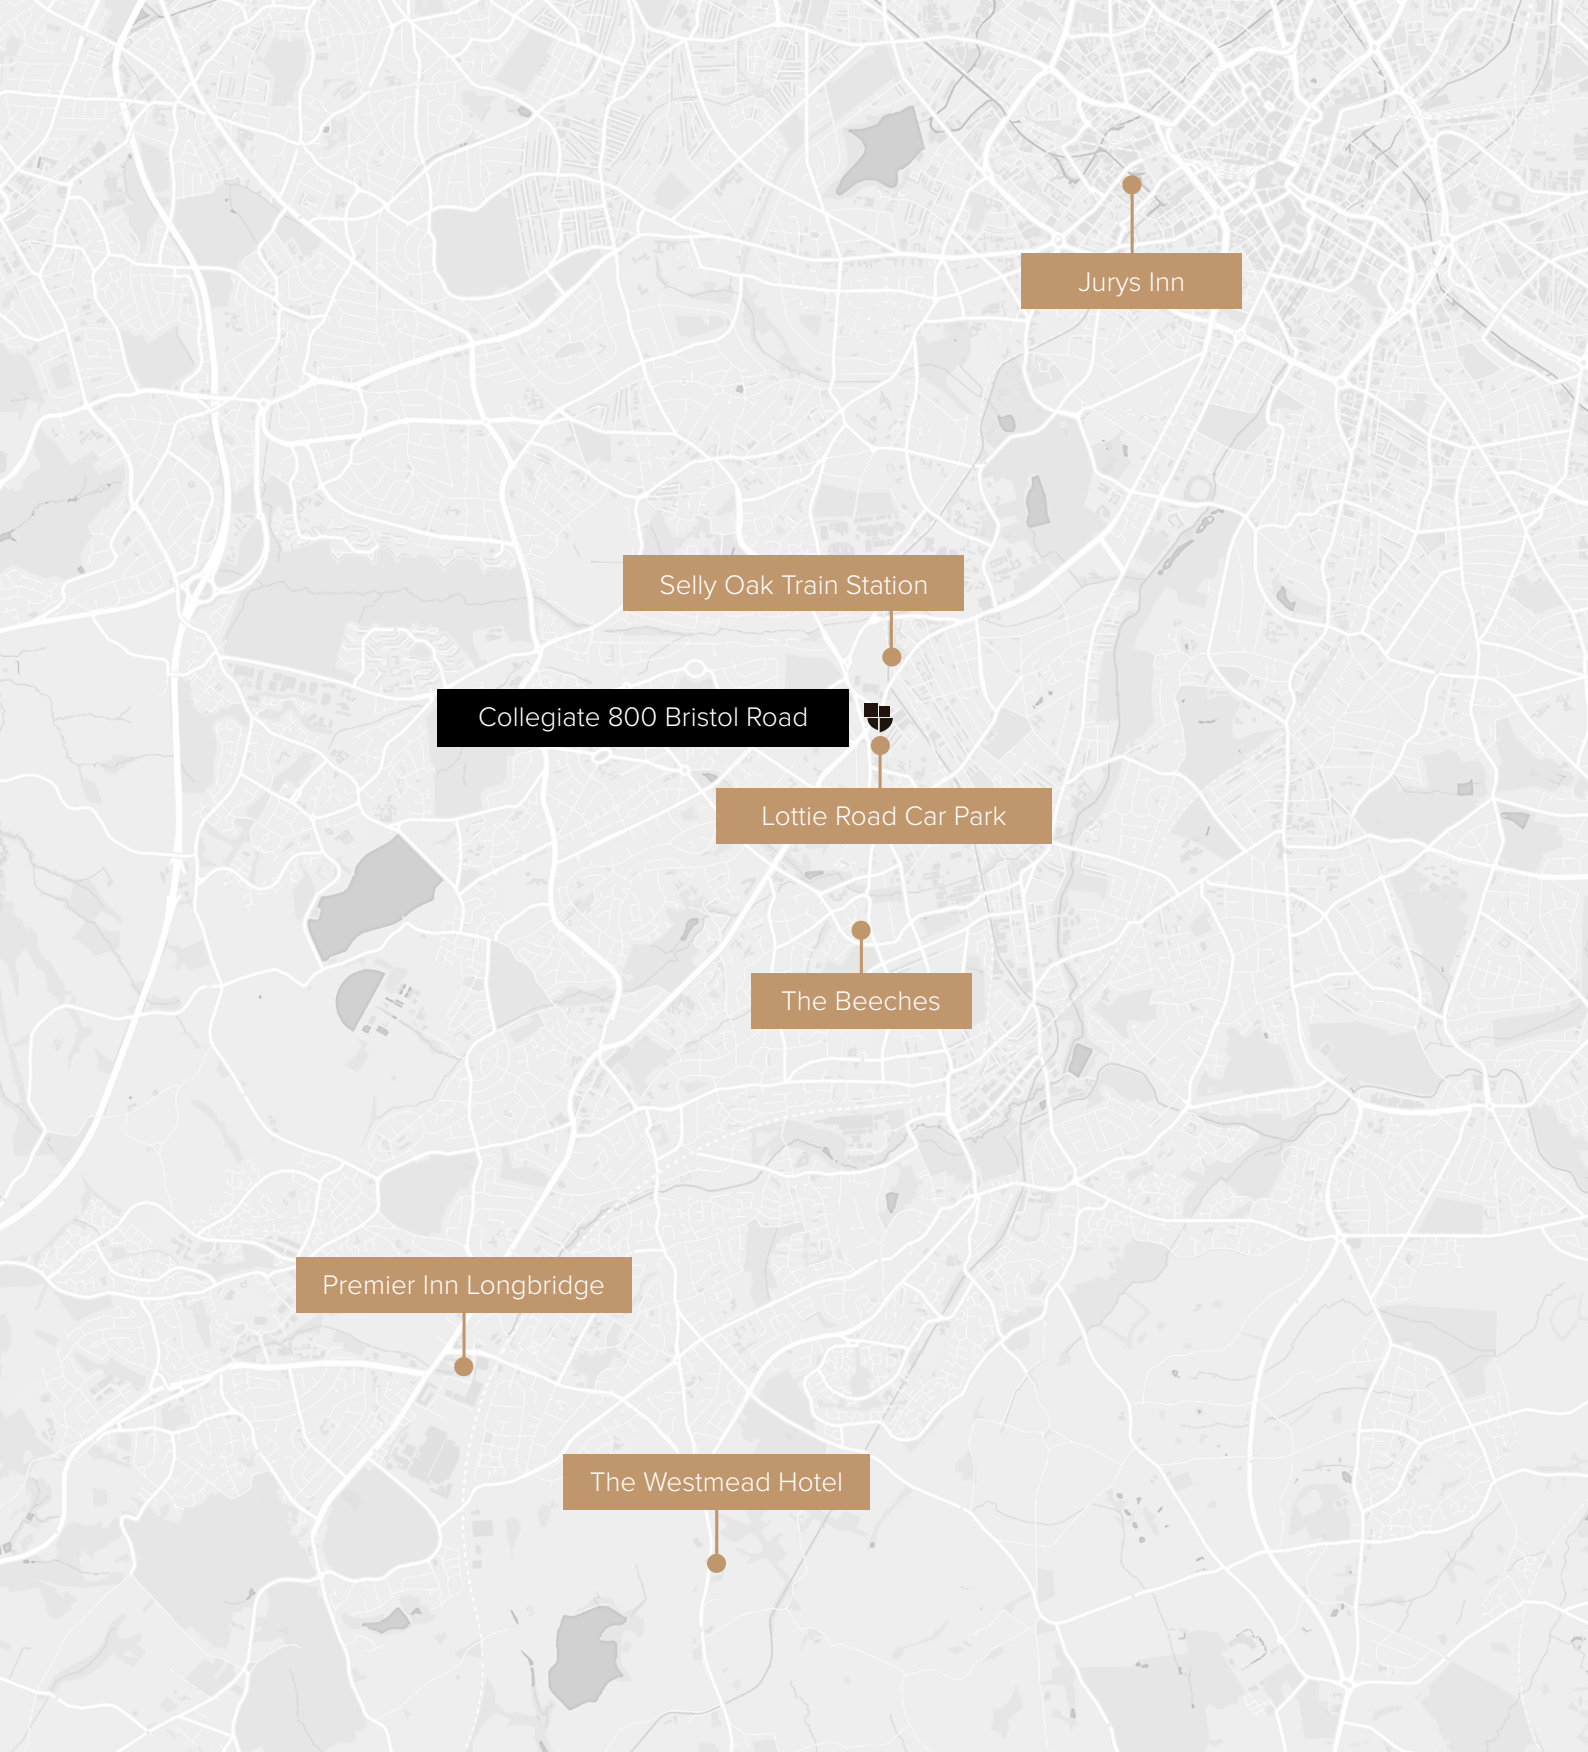 Jurys Inn
Selly Oak Train Station
Collegiate 800 Bristol Road
Lottie Road Car Park
The Beeches
Premier Inn Longbridge
The Westmead Hotel